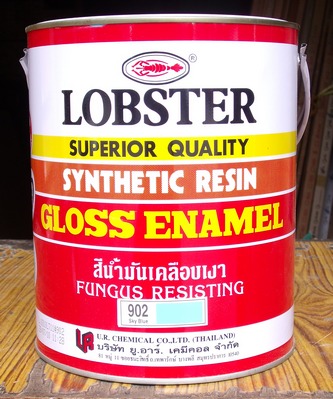 ®
LOBSTER
SUPERIOR QUALITY
SYNTHETIC RESIN
GLOSS ENAMEL
สีน้ำมันเคลือบเงา
FUNGUS RESISTING
902
Sky Blue
UR
U.R. CHEMICAL CO.,LTD. (THAILAND)
บริษัท ยู.อาร์. เคมีคอล จำกัด